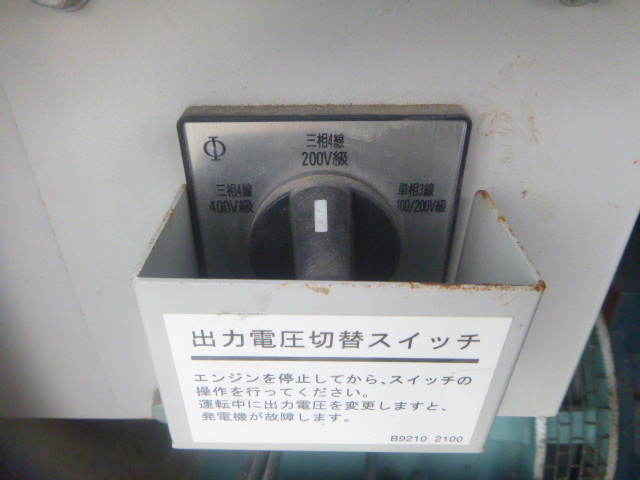 三相4線
200V級
三相4線
400V級
単相3線
100/200V級
出力電圧切替スイッチ
エンジンを停止してから、スイッチの
操作を行ってください。
運転中に出力電圧を変更しますと、
発電機が故障します。
B9210 2100